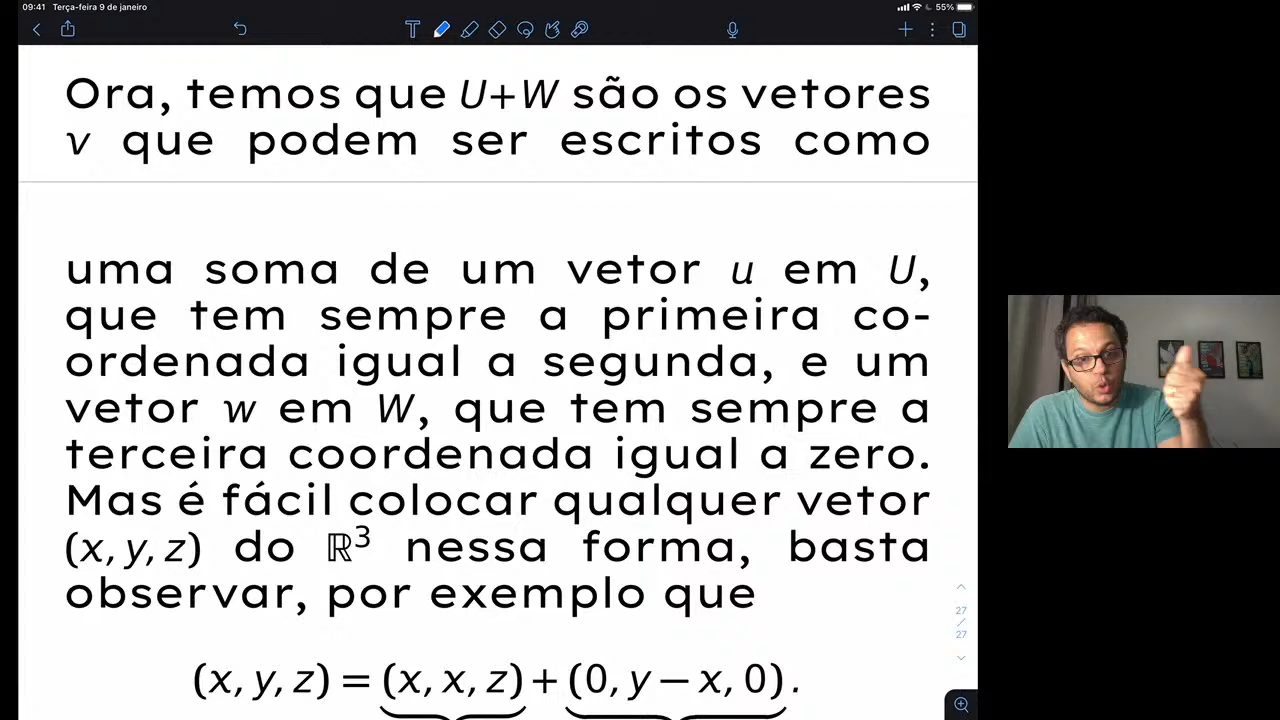 09:41 Terça-feira 9 de janeiro
55%
Ora, temos que U+W são os vetores
v que podem ser escritos como
uma soma de um vetor u em U,
que tem sempre a primeira co-
ordenada igual a segunda, e um
vetor w em W, que tem sempre a
terceira coordenada igual a zero.
Mas é fácil colocar qualquer vetor
(x, y, z) do ℝ³ nessa forma, basta
observar, por exemplo que
(x, y, z) = (x, x, z) + (0, y − x, 0).
27
/
27